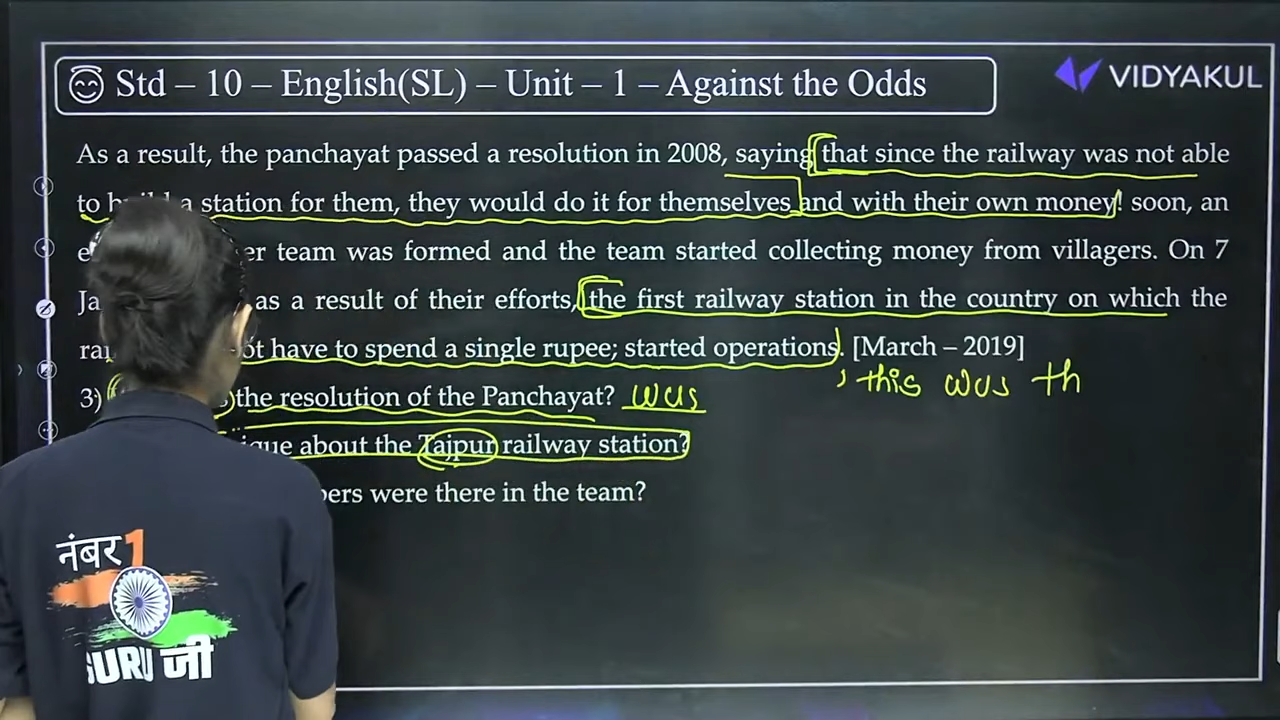 Std – 10 – English(SL) – Unit – 1 – Against the Odds
VIDYAKUL
As a result, the panchayat passed a resolution in 2008, saying that since the railway was not able
to a station for them, they would do it for themselves and with their own money! soon, an
team was formed and the team started collecting money from villagers. On 7
as a result of their efforts, the first railway station in the country on which the
have to spend a single rupee; started operations. [March – 2019]
, this was th
3) the resolution of the Panchayat? was
about the Tajpur railway station?
were there in the team?
नंबर 1
GURU जी